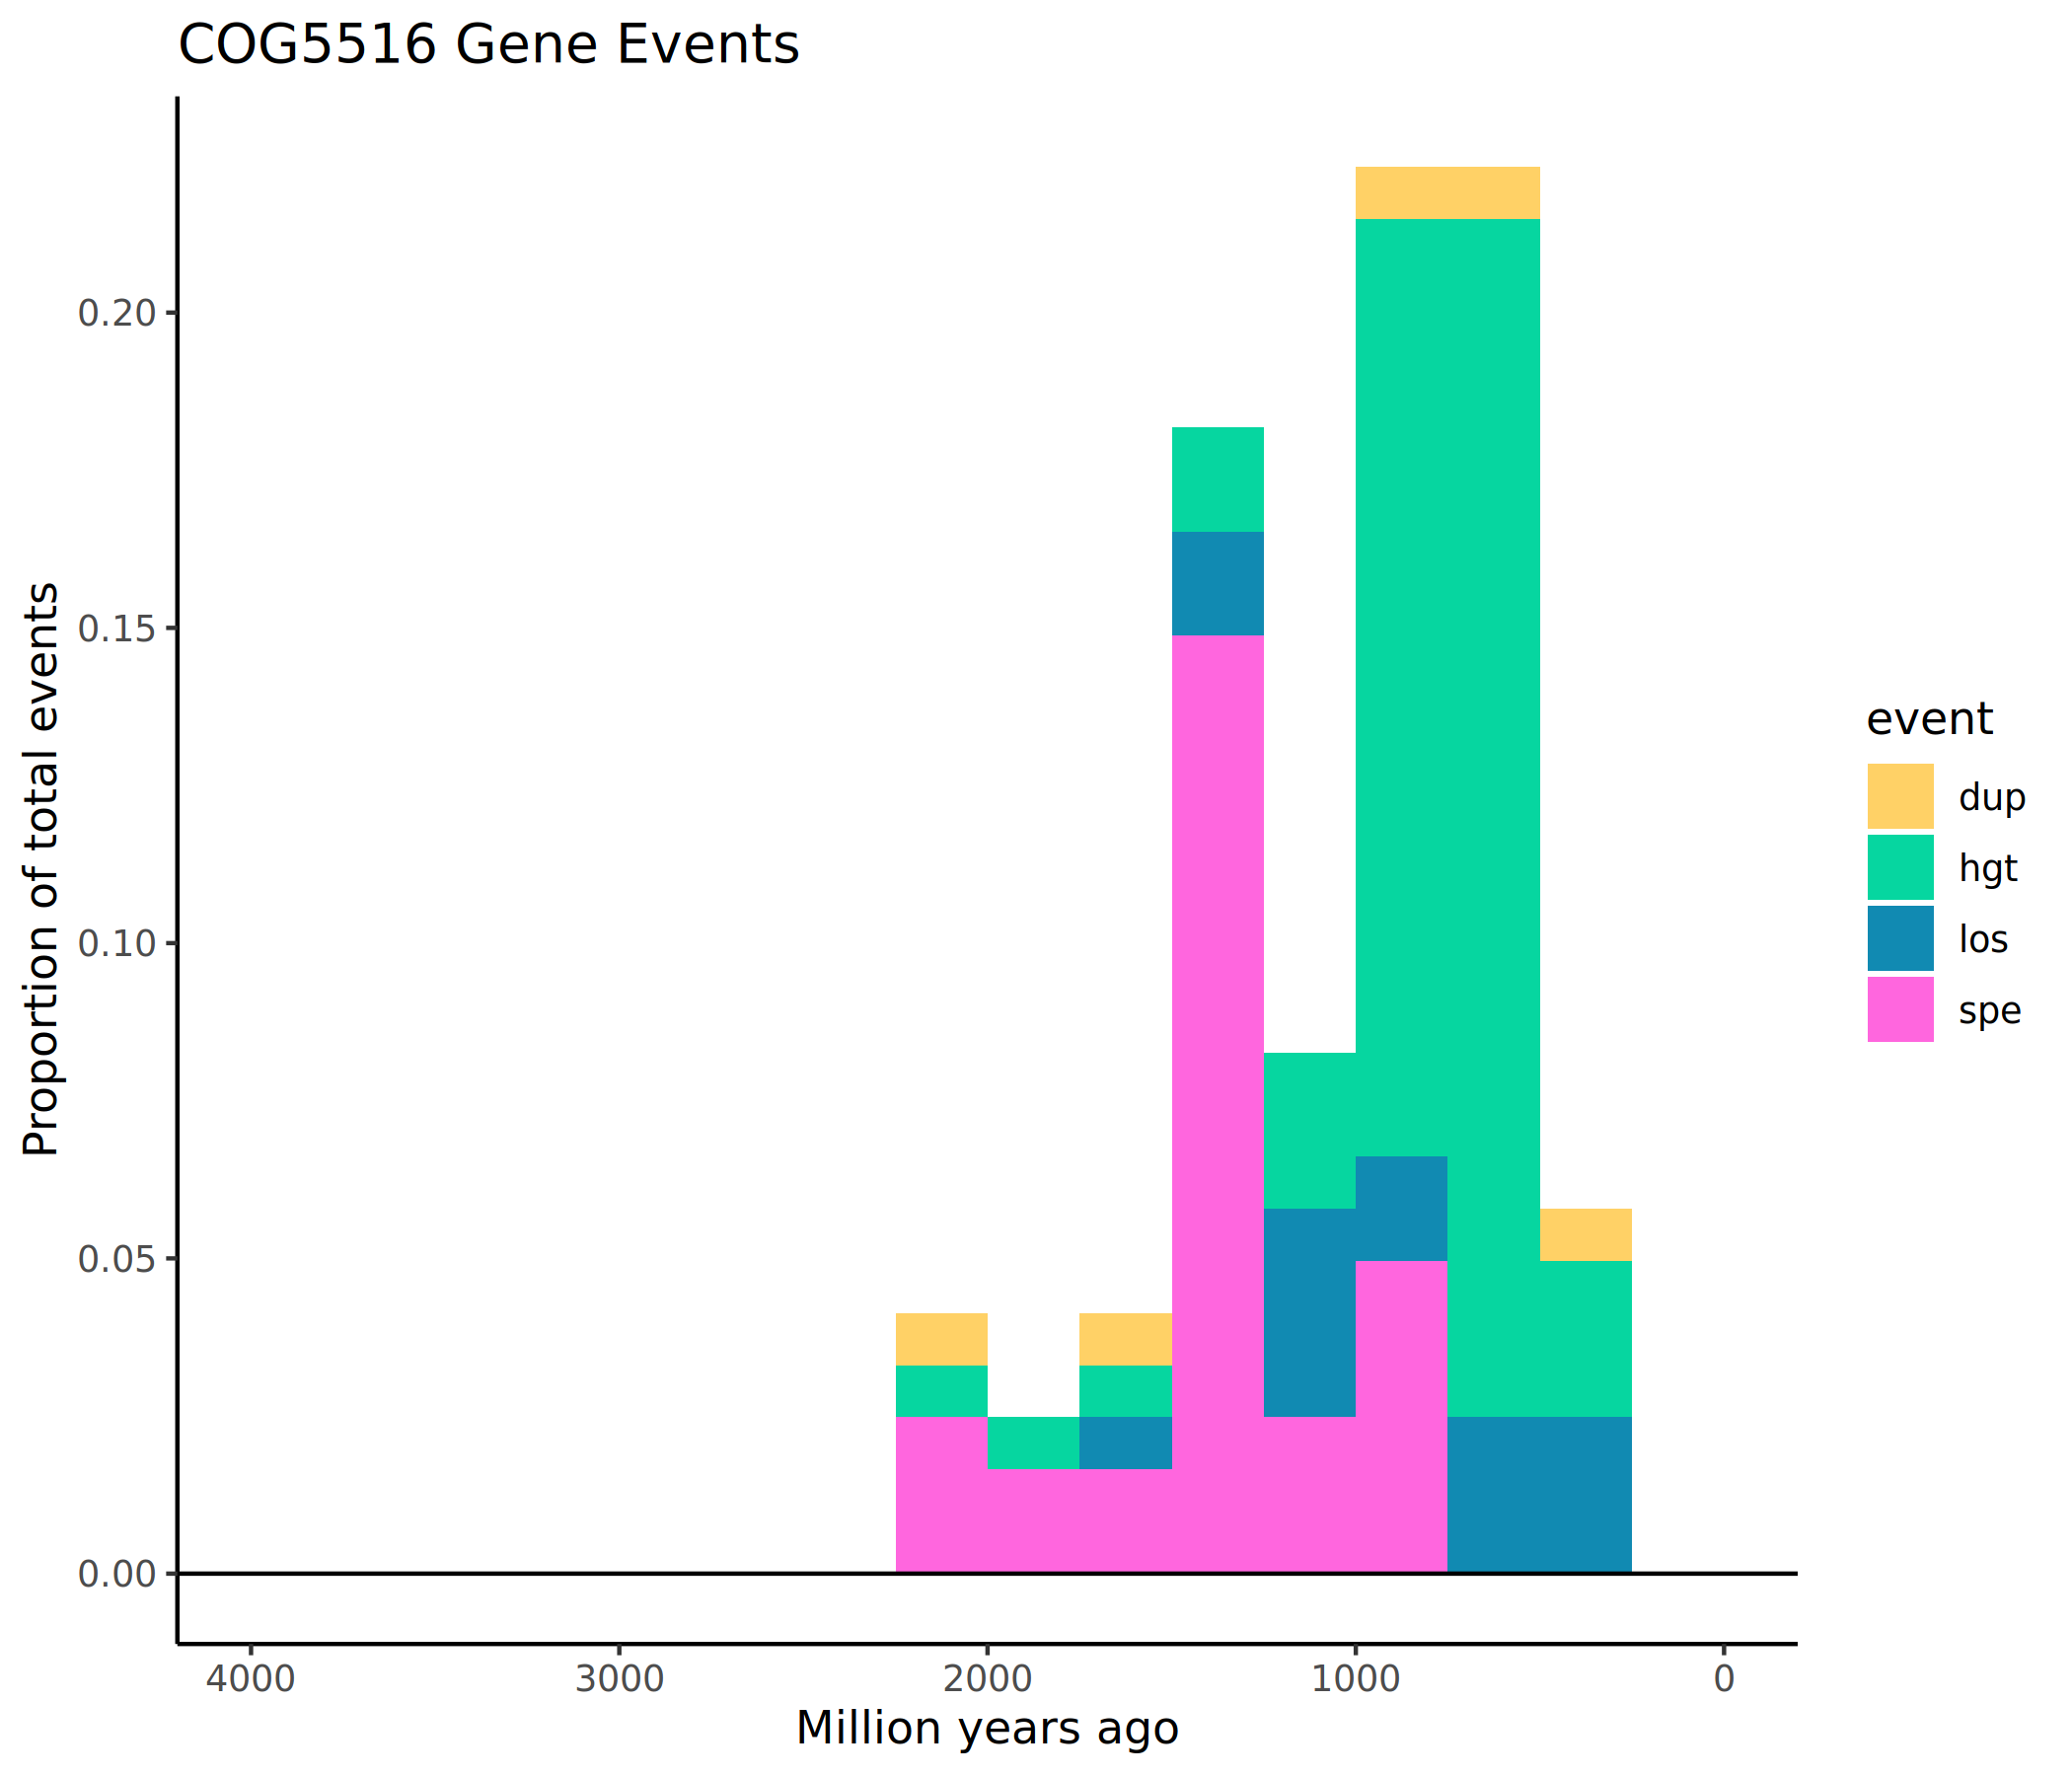 COG5516 Gene Events
Proportion of total events
0.20
0.15
0.10
0.05
0.00
4000 3000 2000 1000 0
Million years ago
event
dup
hgt
los
spe